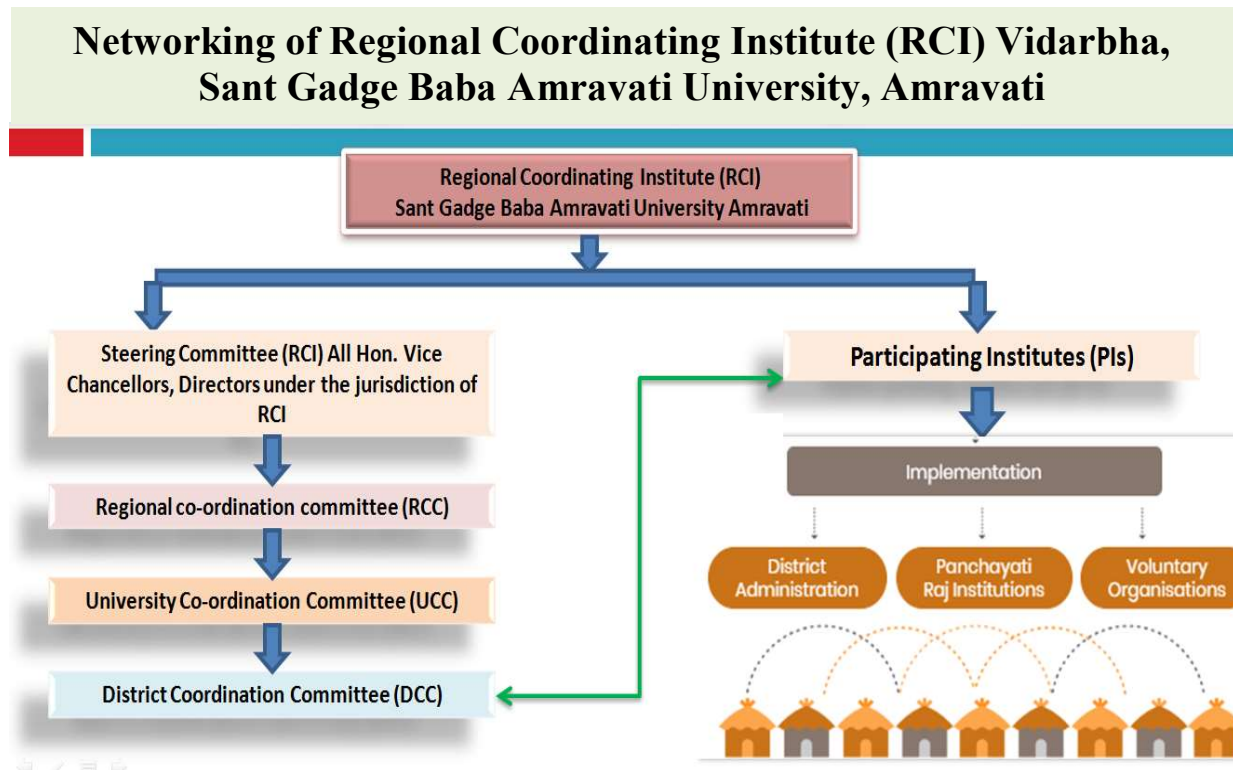 Networking of Regional Coordinating Institute (RCI) Vidarbha,
Sant Gadge Baba Amravati University, Amravati
Regional Coordinating Institute (RCI)
Sant Gadge Baba Amravati University Amravati
Steering Committee (RCI) All Hon. Vice
Chancellors, Directors under the jurisdiction of
RCI
Regional co-ordination committee (RCC)
University Co-ordination Committee (UCC)
District Coordination Committee (DCC)
Participating Institutes (PIs)
Implementation
District
Administration
Panchayati
Raj Institutions
Voluntary
Organisations